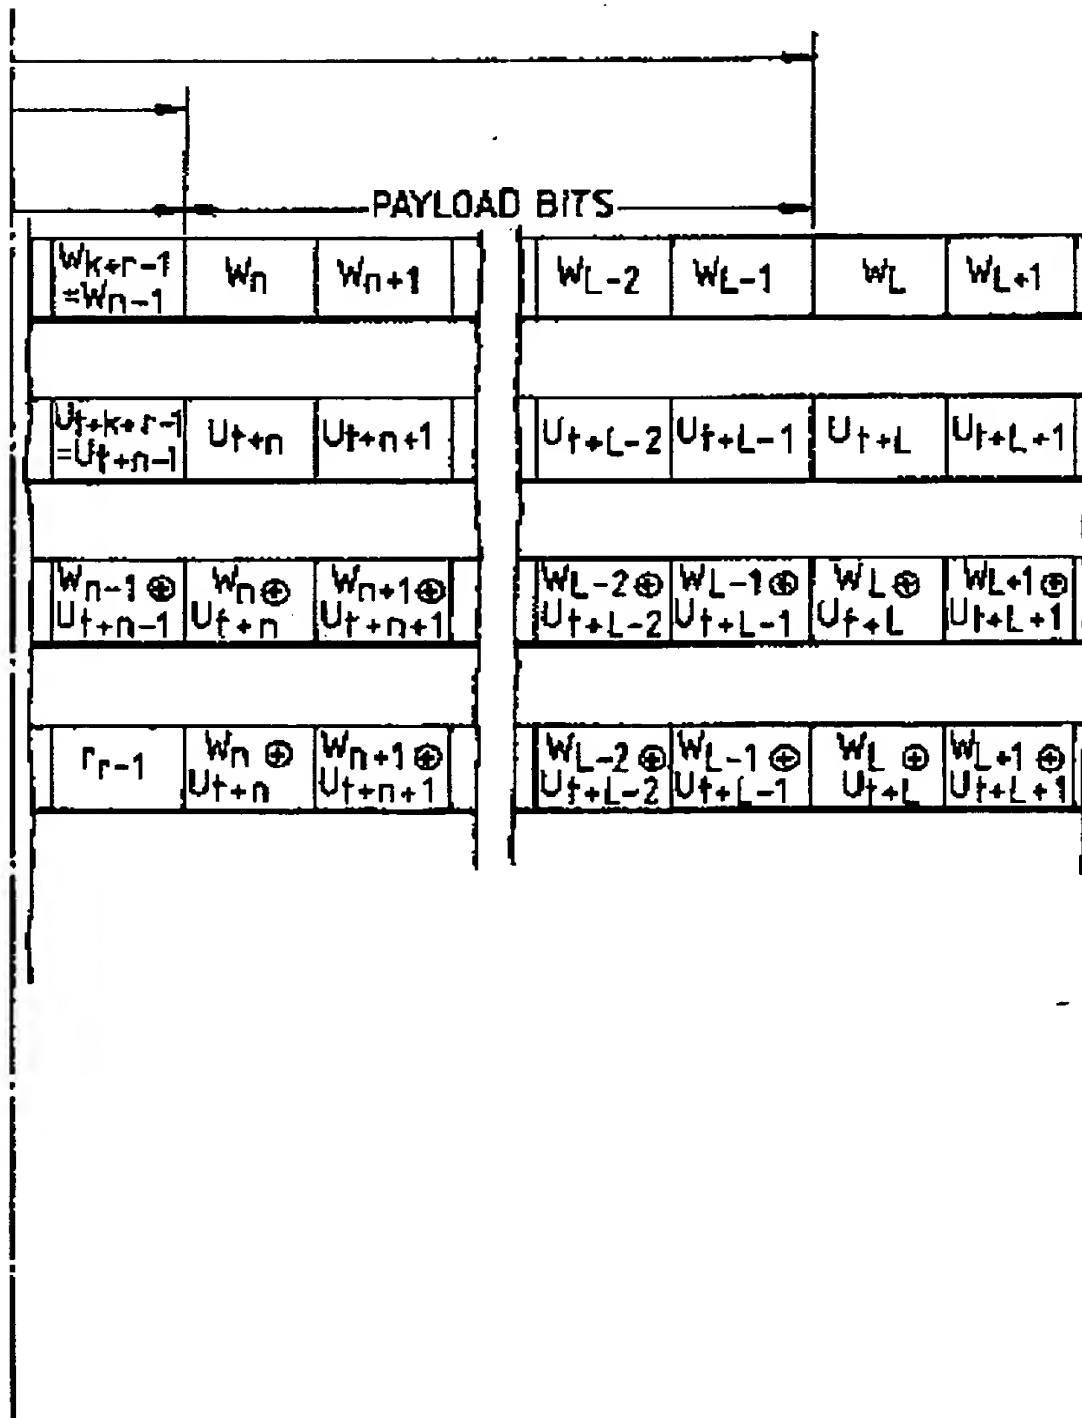 PAYLOAD BITS
Wk+r-1 Wn Wn+1 WL-2 WL-1 WL WL+1
=Wn-1
Ut+k+r-1 Ut+n Ut+n+1 Ut+L-2 Ut+L-1 Ut+L Ut+L+1
=Ut+n-1
Wn-1 ⊕ Wn ⊕ Wn+1 ⊕ WL-2 ⊕ WL-1 ⊕ WL ⊕ WL+1 ⊕
Ut+n-1 Ut+n Ut+n+1 Ut+L-2 Ut+L-1 Ut+L Ut+L+1
rr-1 Wn ⊕ Wn+1 ⊕ WL-2 ⊕ WL-1 ⊕ WL ⊕ WL+1 ⊕
Ut+n Ut+n+1 Ut+L-2 Ut+L-1 Ut+L Ut+L+1